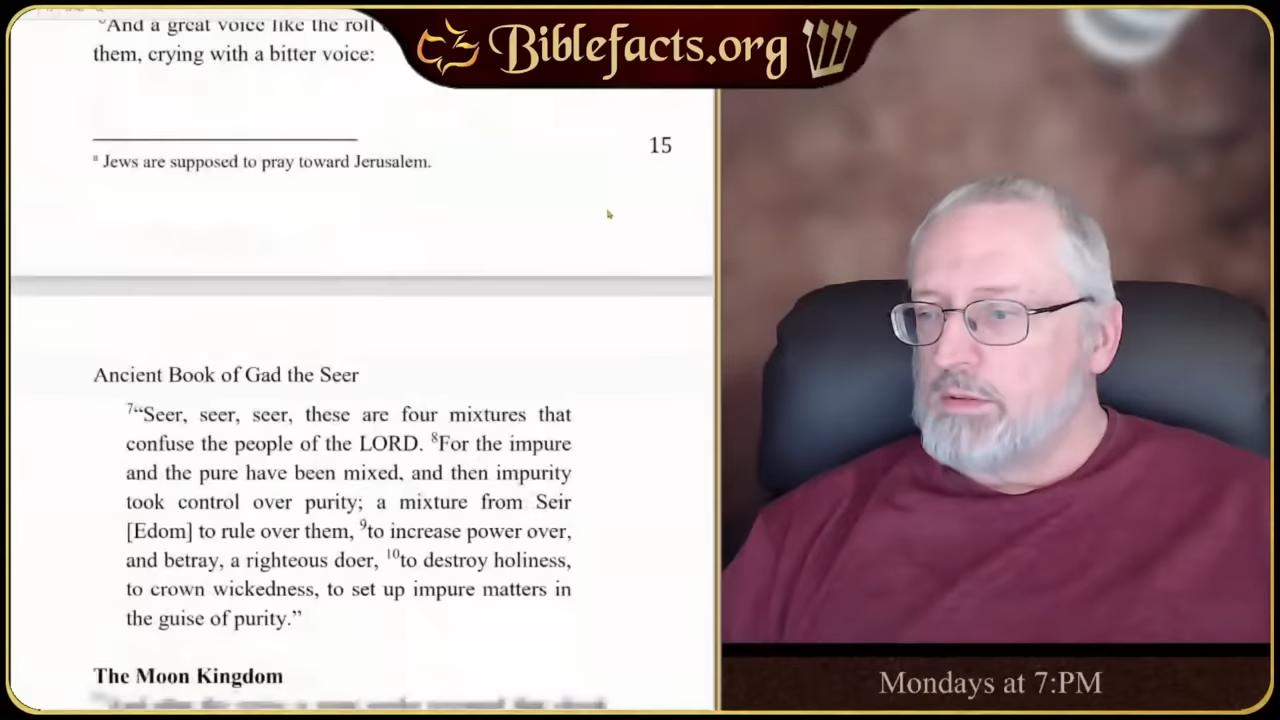 ⁶And a great voice like the roll
them, crying with a bitter voice:
Biblefacts.org
15
⁸ Jews are supposed to pray toward Jerusalem.
Ancient Book of Gad the Seer
⁷“Seer, seer, seer, these are four mixtures that
confuse the people of the LORD. ⁸For the impure
and the pure have been mixed, and then impurity
took control over purity; a mixture from Seir
[Edom] to rule over them, ⁹to increase power over,
and betray, a righteous doer, ¹⁰to destroy holiness,
to crown wickedness, to set up impure matters in
the guise of purity.”
The Moon Kingdom
Mondays at 7:PM